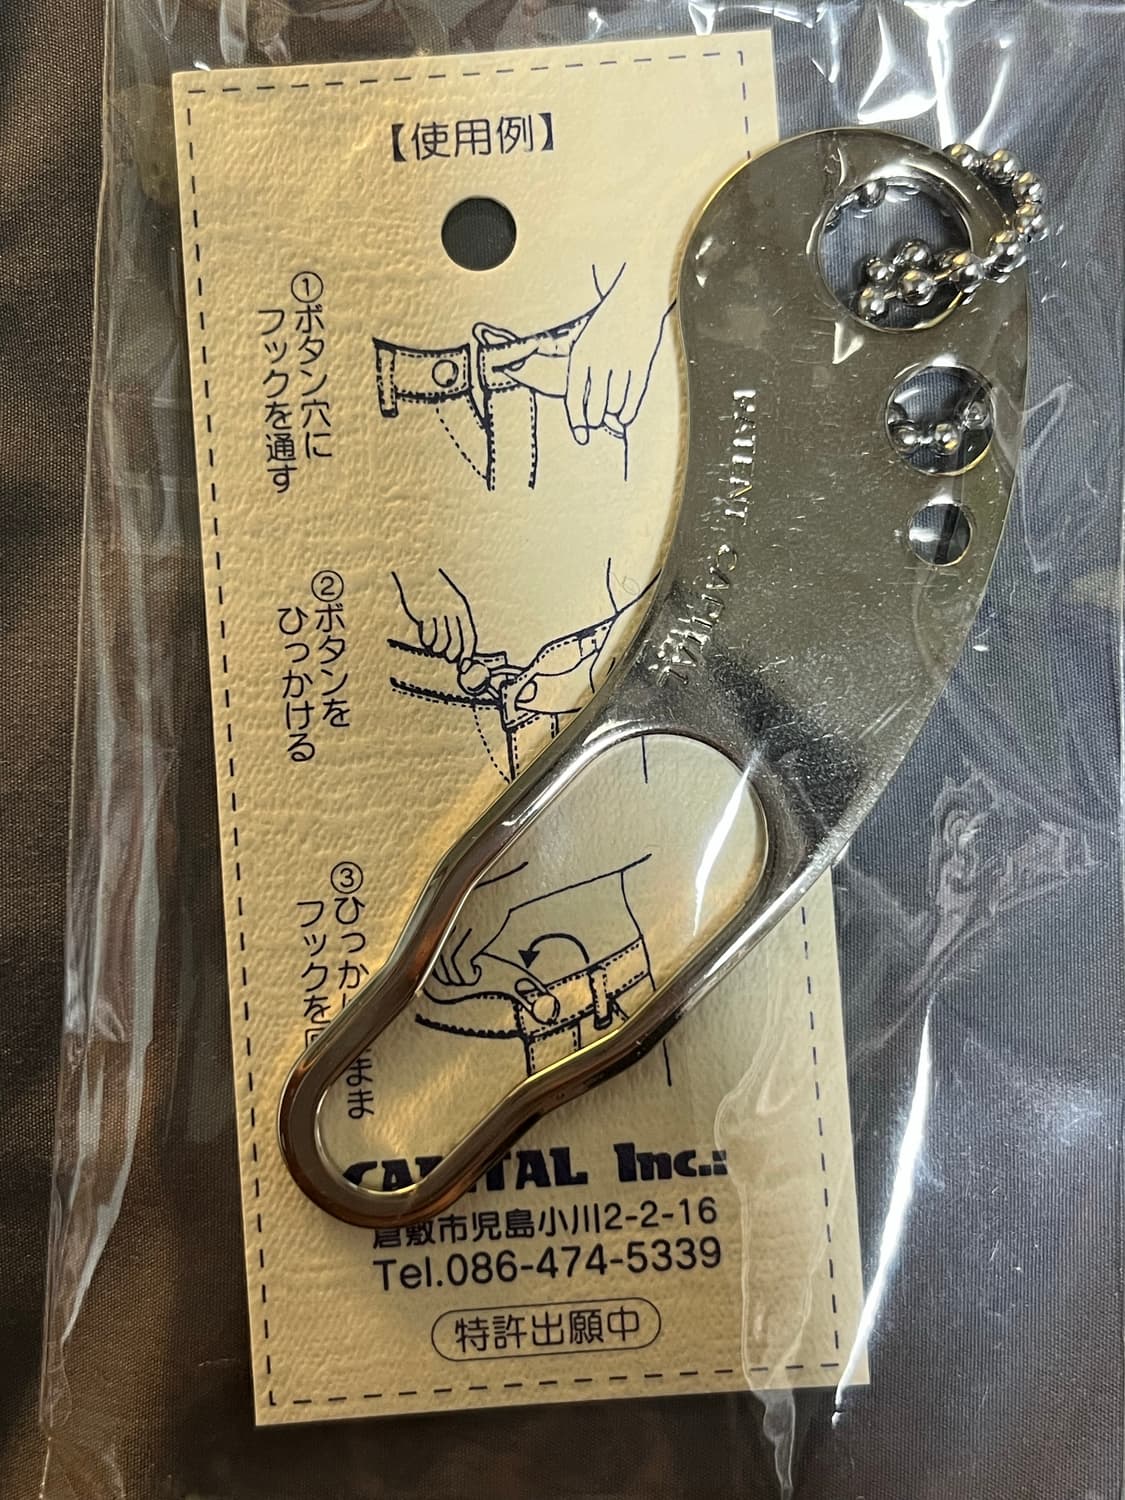 【使用例】
①ボタン穴に
フックを通す
②ボタンを
ひっかける
③ひっか
まま
フックを
CAPITAL Inc.:
倉敷市児島小川2-2-16
Tel.086-474-5339
特許出願中
PATENT CAPITAL